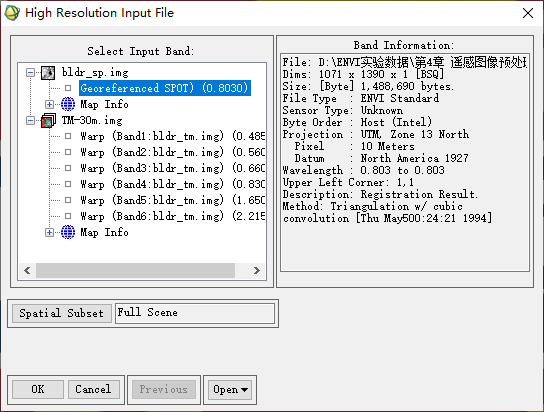 High Resolution Input File
Select Input Band:
bldr_sp.img
Georeferenced SPOT) (0.8030)
Map Info
TM-30m.img
Warp (Band1:bldr_tm.img) (0.485
Warp (Band2:bldr_tm.img) (0.560
Warp (Band3:bldr_tm.img) (0.660
Warp (Band4:bldr_tm.img) (0.830
Warp (Band5:bldr_tm.img) (1.650
Warp (Band6:bldr_tm.img) (2.215
Map Info
Band Information:
File: D:\ENVI实验数据\第4章 遥感图像预处理
Dims: 1071 x 1390 x 1 [BSQ]
Size: [Byte] 1,488,690 bytes.
File Type : ENVI Standard
Sensor Type: Unknown
Byte Order : Host (Intel)
Projection : UTM, Zone 13 North
Pixel : 10 Meters
Datum : North America 1927
Wavelength : 0.803 to 0.803
Upper Left Corner: 1,1
Description: Registration Result.
Method: Triangulation w/ cubic
convolution [Thu May500:24:21 1994]
Spatial Subset
Full Scene
OK
Cancel
Previous
Open